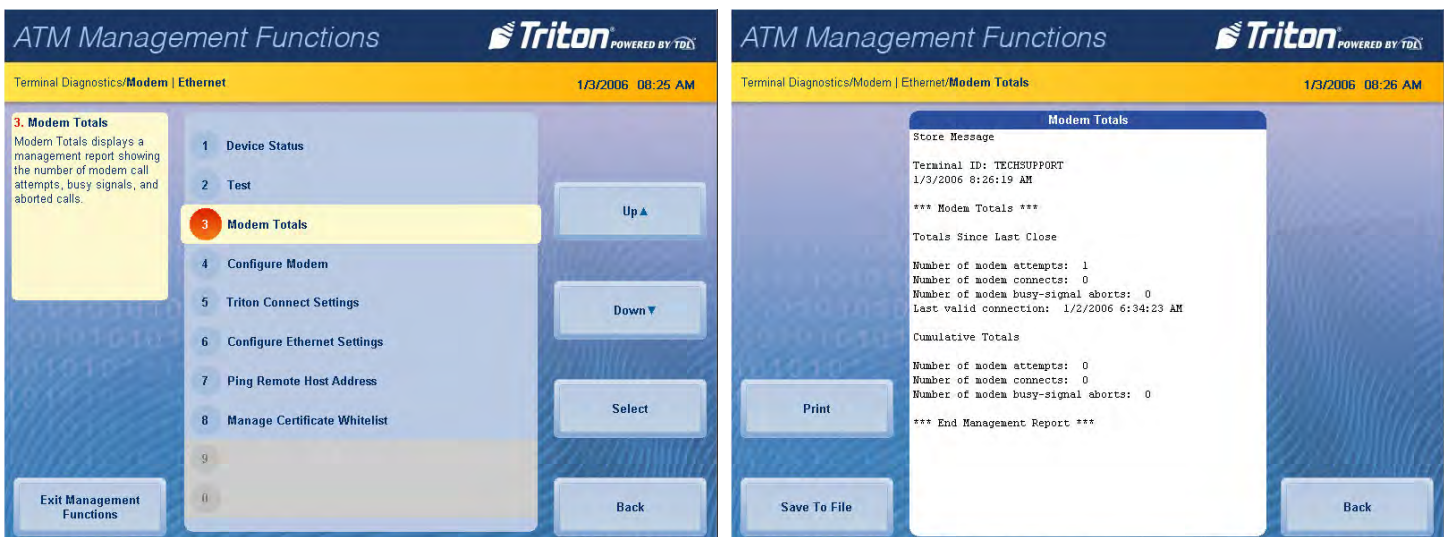 ATM Management Functions
Triton POWERED BY TDL
Terminal Diagnostics/Modem | Ethernet
1/3/2006 08:25 AM
3. Modem Totals
Modem Totals displays a
management report showing
the number of modem call
attempts, busy signals, and
aborted calls.
1 Device Status
2 Test
3 Modem Totals
4 Configure Modem
5 Triton Connect Settings
6 Configure Ethernet Settings
7 Ping Remote Host Address
8 Manage Certificate Whitelist
9
0
Up▲
Down▼
Select
Back
Exit Management
Functions
ATM Management Functions
Triton POWERED BY TDL
Terminal Diagnostics/Modem | Ethernet/Modem Totals
1/3/2006 08:26 AM
Modem Totals
Store Message
Terminal ID: TECHSUPPORT
1/3/2006 8:26:19 AM
*** Modem Totals ***
Totals Since Last Close
Number of modem attempts: 1
Number of modem connects: 0
Number of modem busy-signal aborts: 0
Last valid connection: 1/2/2006 6:34:23 AM
Cumulative Totals
Number of modem attempts: 0
Number of modem connects: 0
Number of modem busy-signal aborts: 0
*** End Management Report ***
Print
Save To File
Back